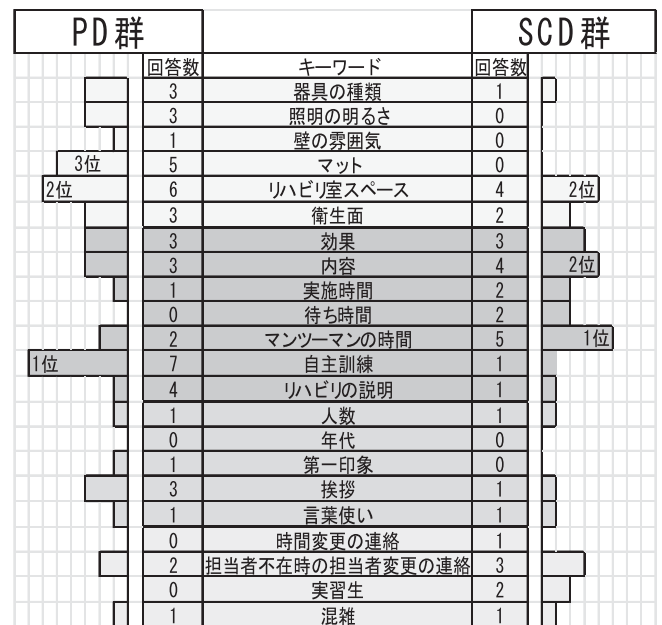 PD群 SCD群
回答数 キーワード 回答数
3 器具の種類 1
3 照明の明るさ 0
1 壁の雰囲気 0
3位 5 マット 0
2位 6 リハビリ室スペース 4 2位
3 衛生面 2
3 効果 3
3 内容 4 2位
1 実施時間 2
0 待ち時間 2
2 マンツーマンの時間 5 1位
1位 7 自主訓練 1
4 リハビリの説明 1
1 人数 1
0 年代 0
1 第一印象 0
3 挨拶 1
1 言葉使い 1
0 時間変更の連絡 1
2 担当者不在時の担当者変更の連絡 3
0 実習生 2
1 混雑 1